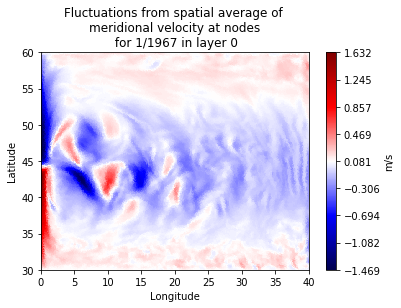 Fluctuations from spatial average of
meridional velocity at nodes
for 1/1967 in layer 0
60
55
50
45
40
35
30
Latitude
0 5 10 15 20 25 30 35 40
Longitude
1.632
1.245
0.857
0.469
0.081
−0.306
−0.694
−1.082
−1.469
m/s